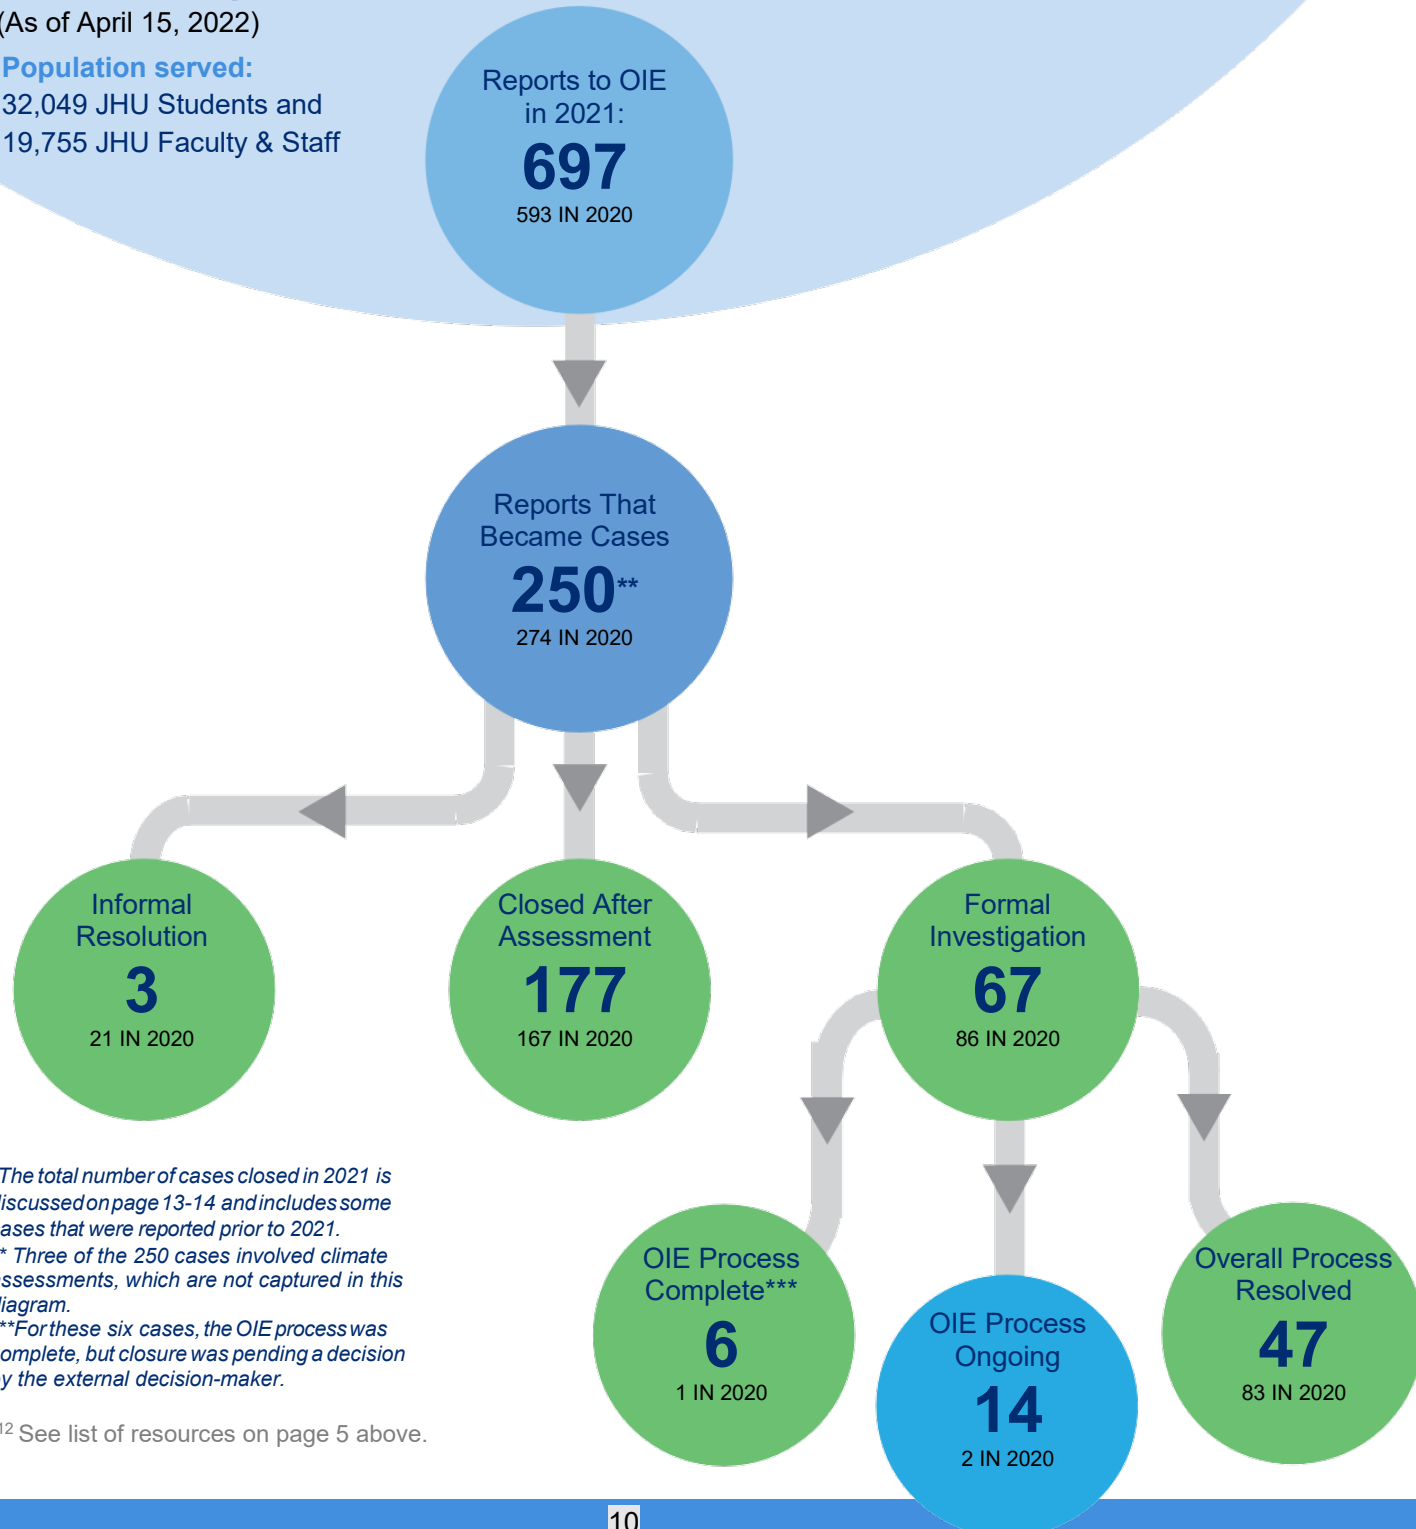 (As of April 15, 2022)
Population served:
32,049 JHU Students and
19,755 JHU Faculty & Staff
Reports to OIE
in 2021:
697
593 IN 2020
Reports That
Became Cases
250**
274 IN 2020
Informal
Resolution
3
21 IN 2020
Closed After
Assessment
177
167 IN 2020
Formal
Investigation
67
86 IN 2020
OIE Process
Complete***
6
1 IN 2020
OIE Process
Ongoing
14
2 IN 2020
Overall Process
Resolved
47
83 IN 2020
The total number of cases closed in 2021 is
discussed on page 13-14 and includes some
cases that were reported prior to 2021.
* Three of the 250 cases involved climate
assessments, which are not captured in this
diagram.
**For these six cases, the OIE process was
complete, but closure was pending a decision
by the external decision-maker.
12 See list of resources on page 5 above.
10